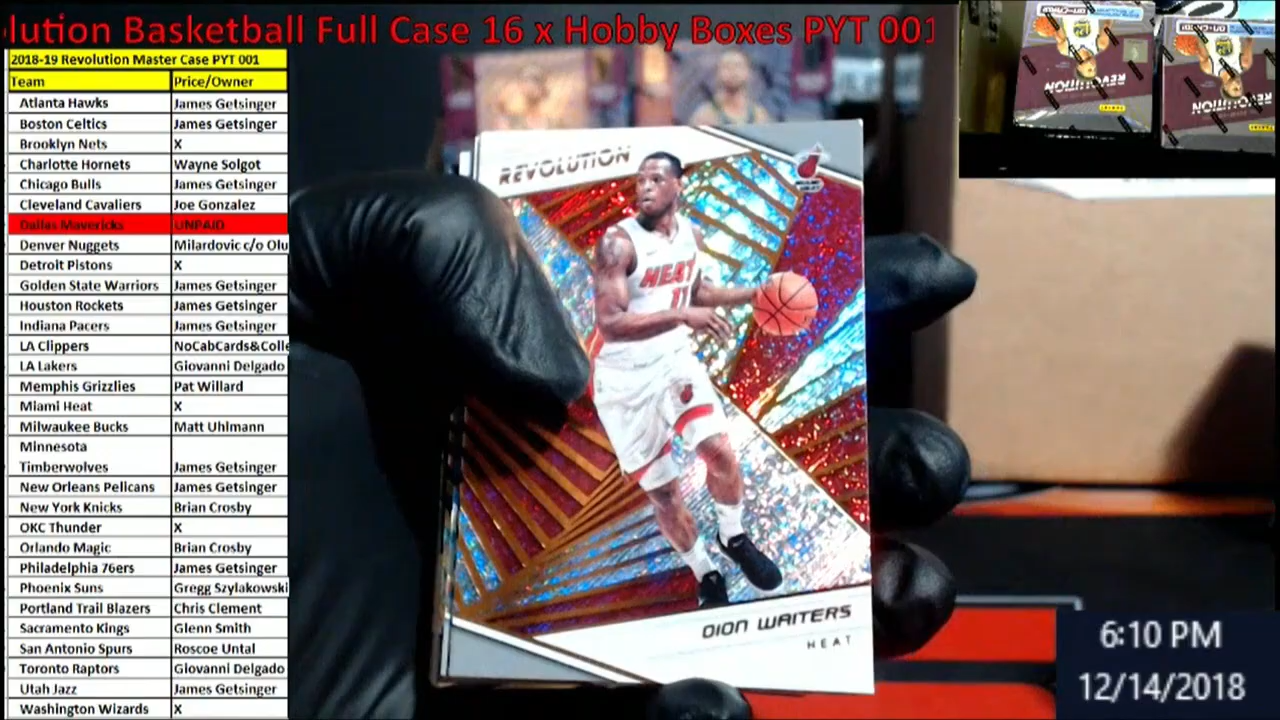 lution Basketball Full Case 16 x Hobby Boxes PYT 001
2018-19 Revolution Master Case PYT 001
Team Price/Owner
Atlanta Hawks James Getsinger
Boston Celtics James Getsinger
Brooklyn Nets X
Charlotte Hornets Wayne Solgot
Chicago Bulls James Getsinger
Cleveland Cavaliers Joe Gonzalez
Dallas Mavericks UNPAID
Denver Nuggets Milardovic c/o Olu
Detroit Pistons X
Golden State Warriors James Getsinger
Houston Rockets James Getsinger
Indiana Pacers James Getsinger
LA Clippers NoCabCards&Colle
LA Lakers Giovanni Delgado
Memphis Grizzlies Pat Willard
Miami Heat X
Milwaukee Bucks Matt Uhlmann
Minnesota
Timberwolves James Getsinger
New Orleans Pelicans James Getsinger
New York Knicks Brian Crosby
OKC Thunder X
Orlando Magic Brian Crosby
Philadelphia 76ers James Getsinger
Phoenix Suns Gregg Szylakowski
Portland Trail Blazers Chris Clement
Sacramento Kings Glenn Smith
San Antonio Spurs Roscoe Untal
Toronto Raptors Giovanni Delgado
Utah Jazz James Getsinger
Washington Wizards X
REVOLUTION
HEAT
11
DION WAITERS
HEAT
REVOLUTION
REVOLUTION
6:10 PM
12/14/2018